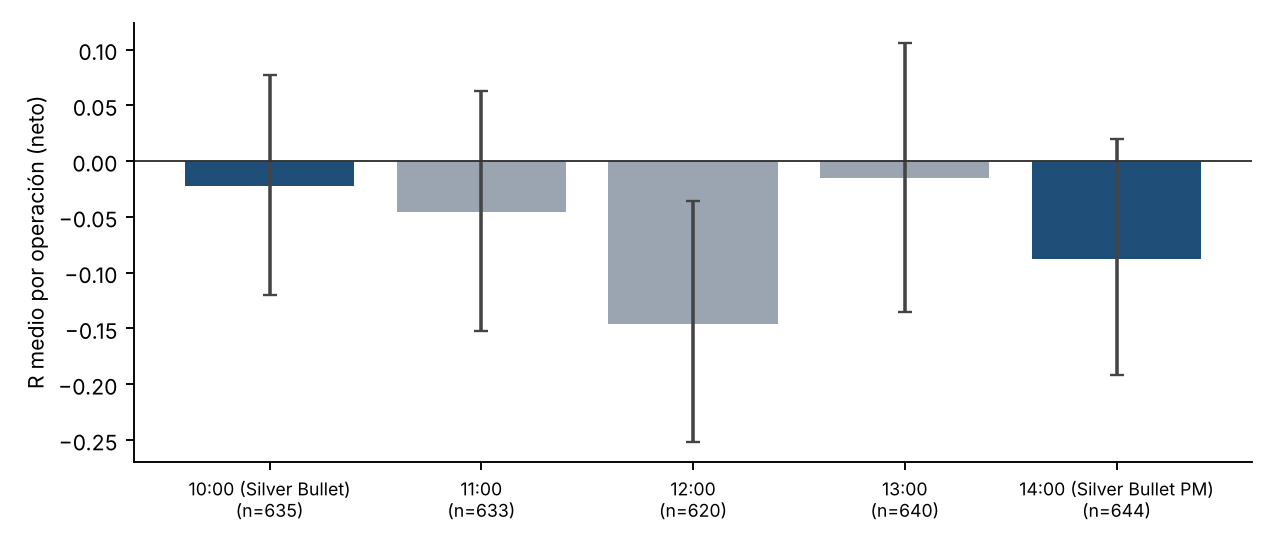 R medio por operación (neto)
0.10
0.05
0.00
−0.05
−0.10
−0.15
−0.20
−0.25
10:00 (Silver Bullet)
(n=635)
11:00
(n=633)
12:00
(n=620)
13:00
(n=640)
14:00 (Silver Bullet PM)
(n=644)